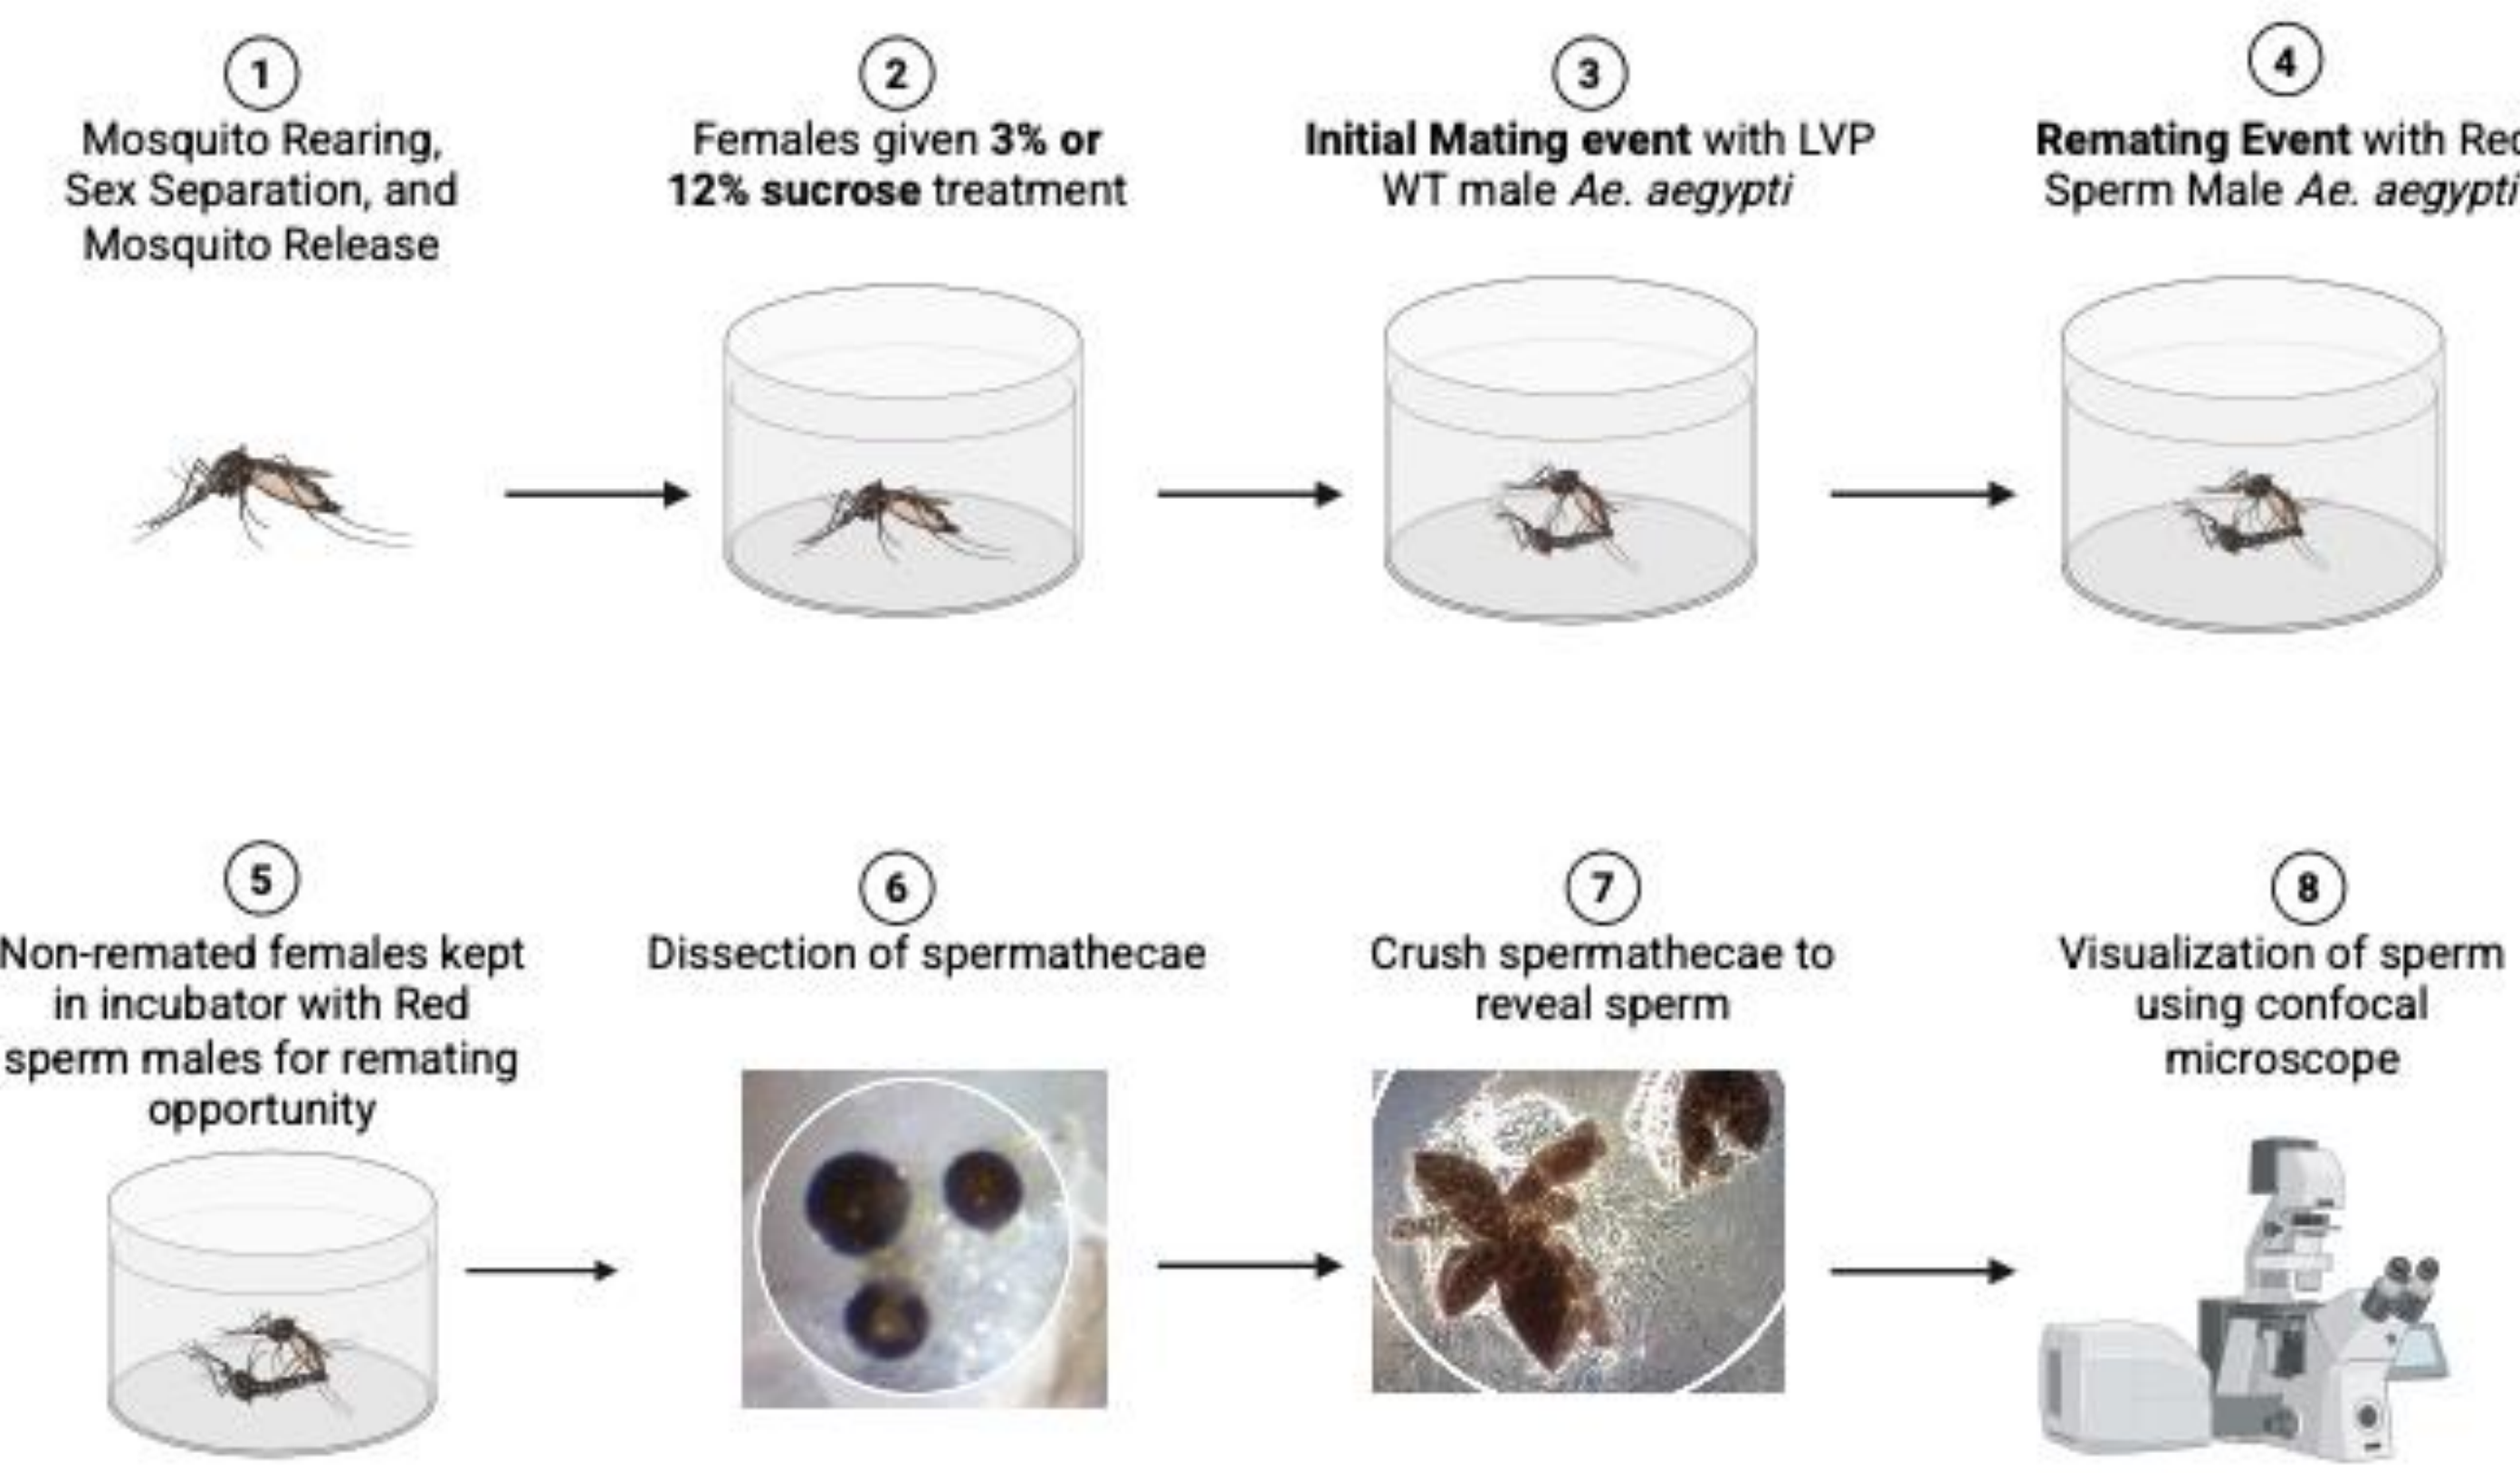 1
Mosquito Rearing,
Sex Separation, and
Mosquito Release
2
Females given 3% or
12% sucrose treatment
3
Initial Mating event with LVP
WT male Ae. aegypti
4
Remating Event with Red
Sperm Male Ae. aegypti
5
Non-remated females kept
in incubator with Red
sperm males for remating
opportunity
6
Dissection of spermathecae
7
Crush spermathecae to
reveal sperm
8
Visualization of sperm
using confocal
microscope